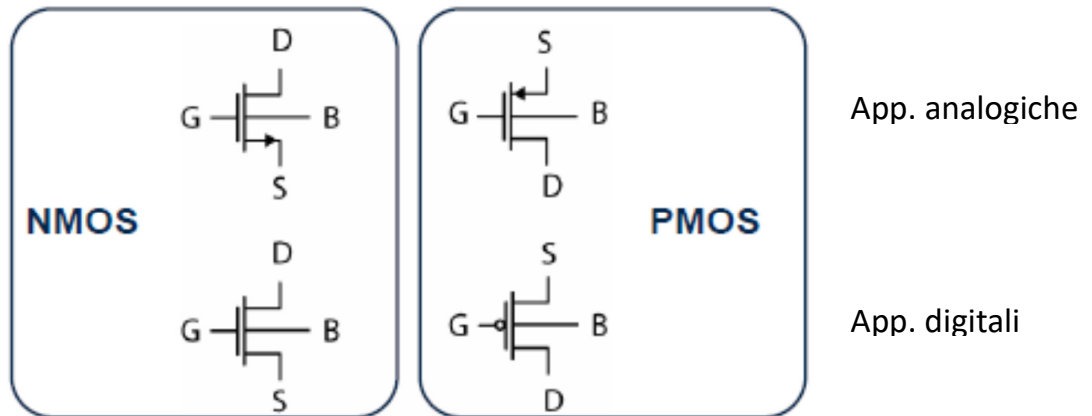 D S
G B G B App. analogiche
S D
NMOS PMOS
D S
G B G B App. digitali
S D